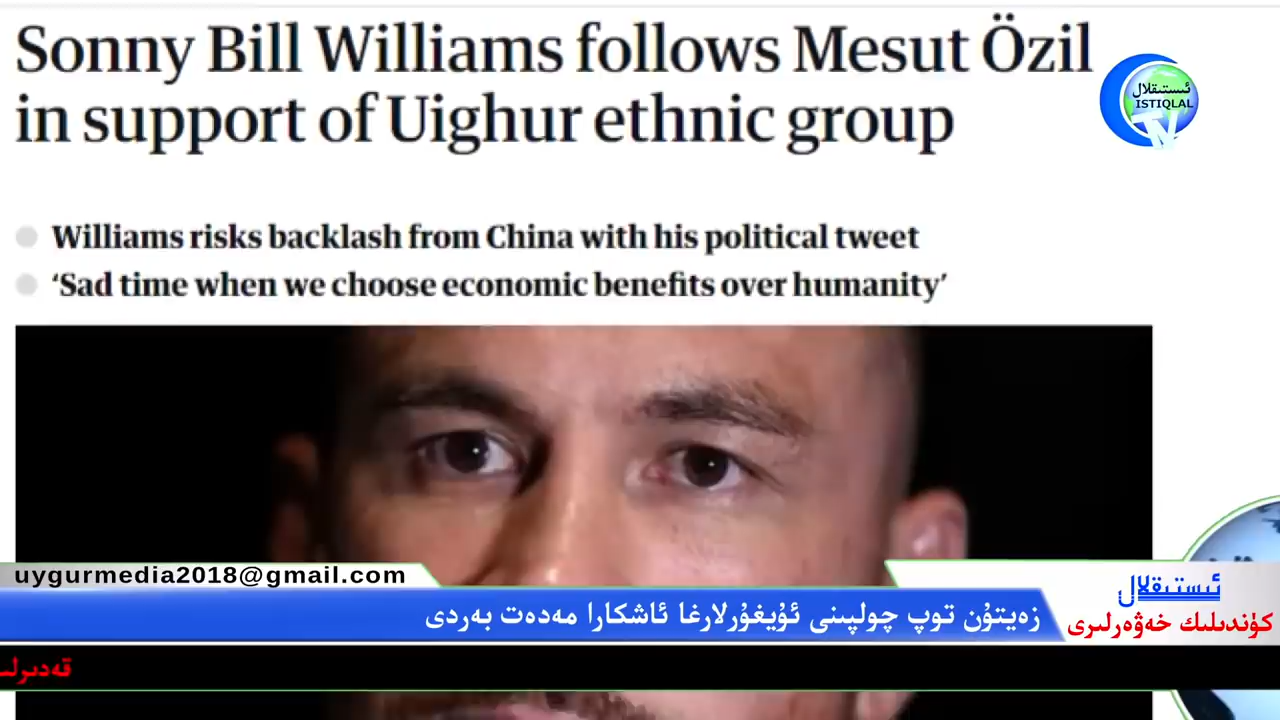 Sonny Bill Williams follows Mesut Özil
in support of Uighur ethnic group
ئىستىقلال
ISTIQLAL
TV
Williams risks backlash from China with his political tweet
‘Sad time when we choose economic benefits over humanity’
uygurmedia2018@gmail.com
ئىستىقلال
زەيتۇن توپ چولپىنى ئۇيغۇرلارغا ئاشكارا مەدەت بەردى
كۈندىلىك خەۋەرلىرى